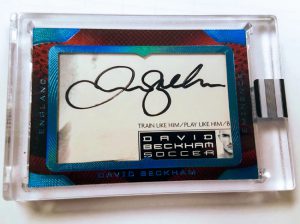 TRAIN LIKE HIM / PLAY LIKE HIM / B
DAVID
BECKHAM
SOCCER
ENGLAND
DAVID BECKHAM